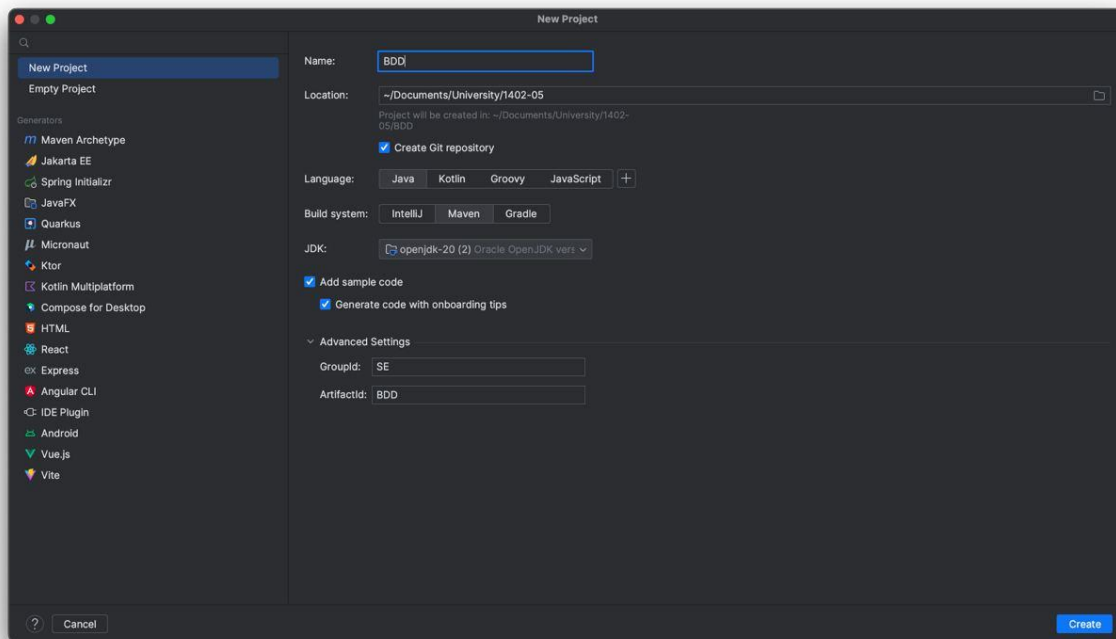 New Project
New Project
Empty Project
Generators
Maven Archetype
Jakarta EE
Spring Initializr
JavaFX
Quarkus
Micronaut
Ktor
Kotlin Multiplatform
Compose for Desktop
HTML
React
ex Express
Angular CLI
IDE Plugin
Android
Vue.js
Vite
Name: BDD
Location: ~/Documents/University/1402-05
Project will be created in: ~/Documents/University/1402-
05/BDD
Create Git repository
Language: Java Kotlin Groovy JavaScript +
Build system: IntelliJ Maven Gradle
JDK: openjdk-20 (2) Oracle OpenJDK vers
Add sample code
Generate code with onboarding tips
Advanced Settings
GroupId: SE
ArtifactId: BDD
? Cancel Create